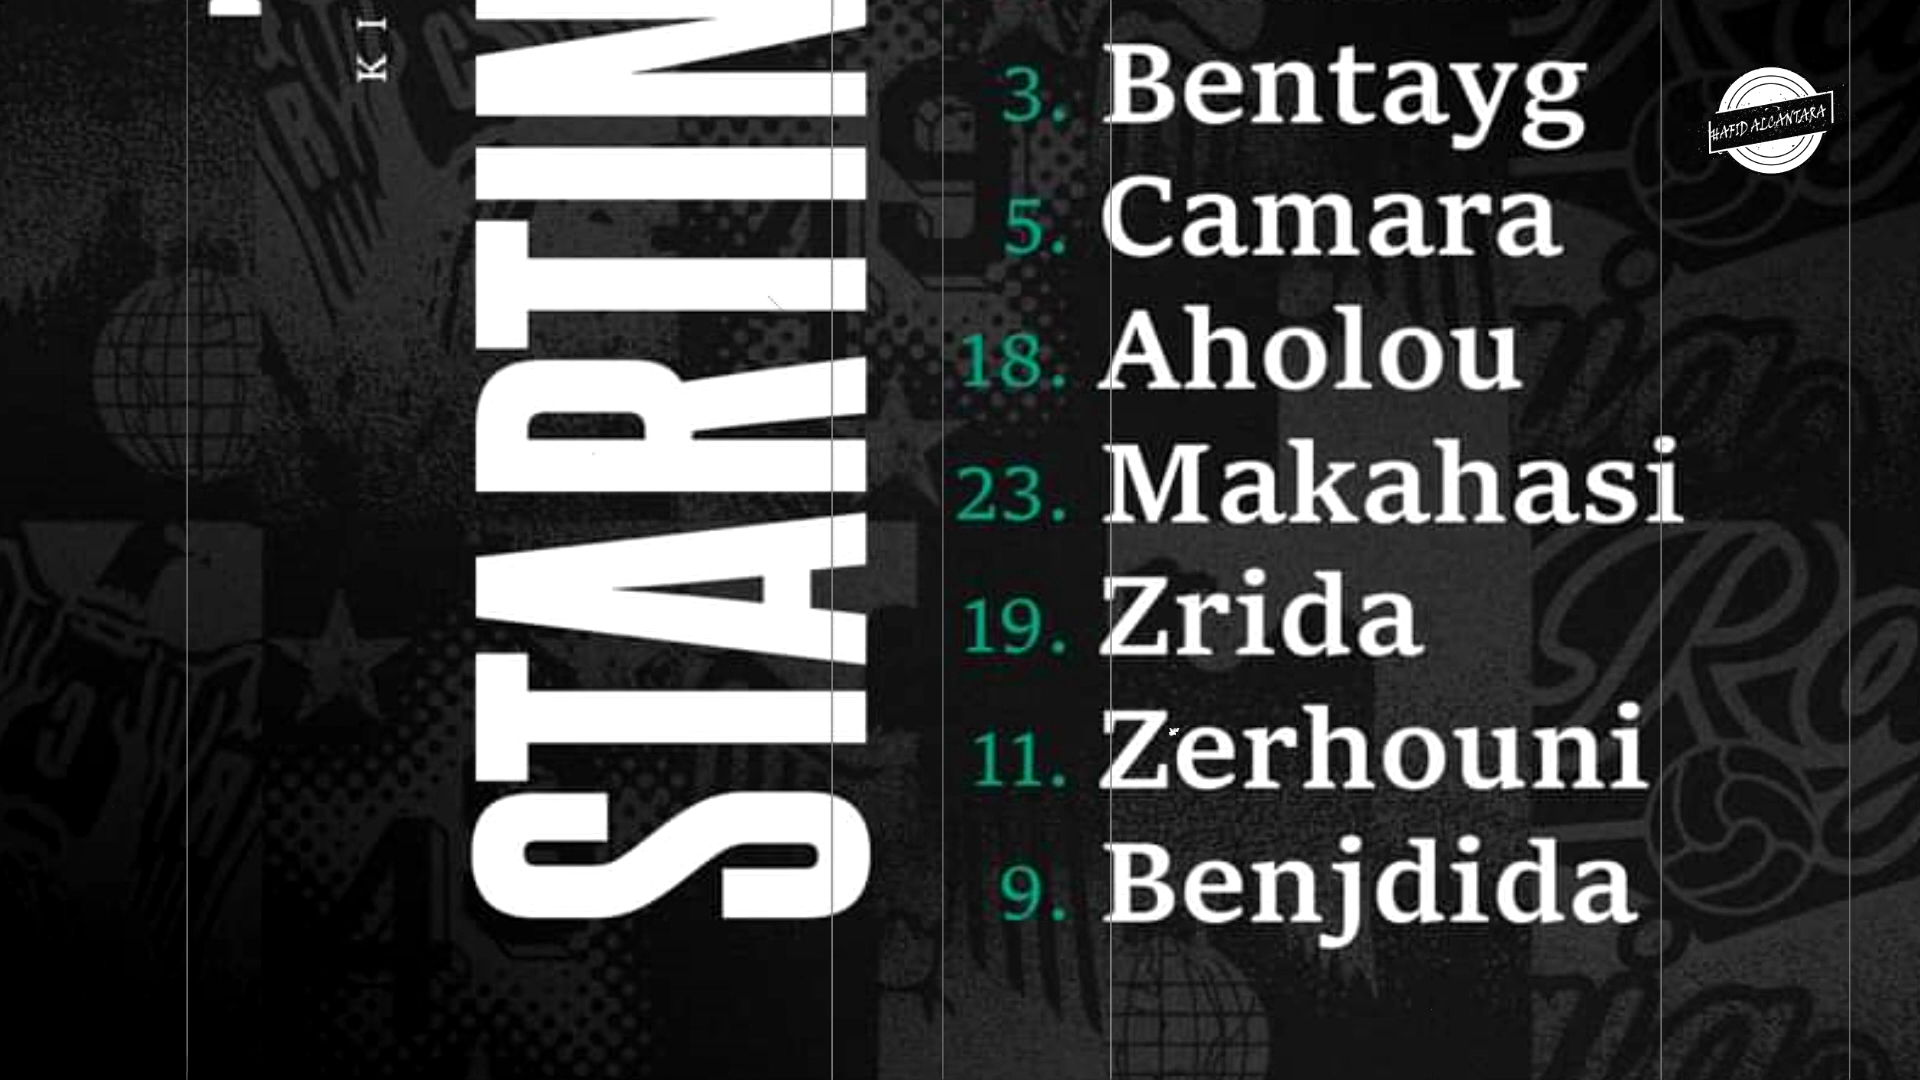 STARTIN
K I
3. Bentayg
5. Camara
18. Aholou
23. Makahasi
19. Zrida
11. Zerhouni
9. Benjdida
HAFID ALCANTARA